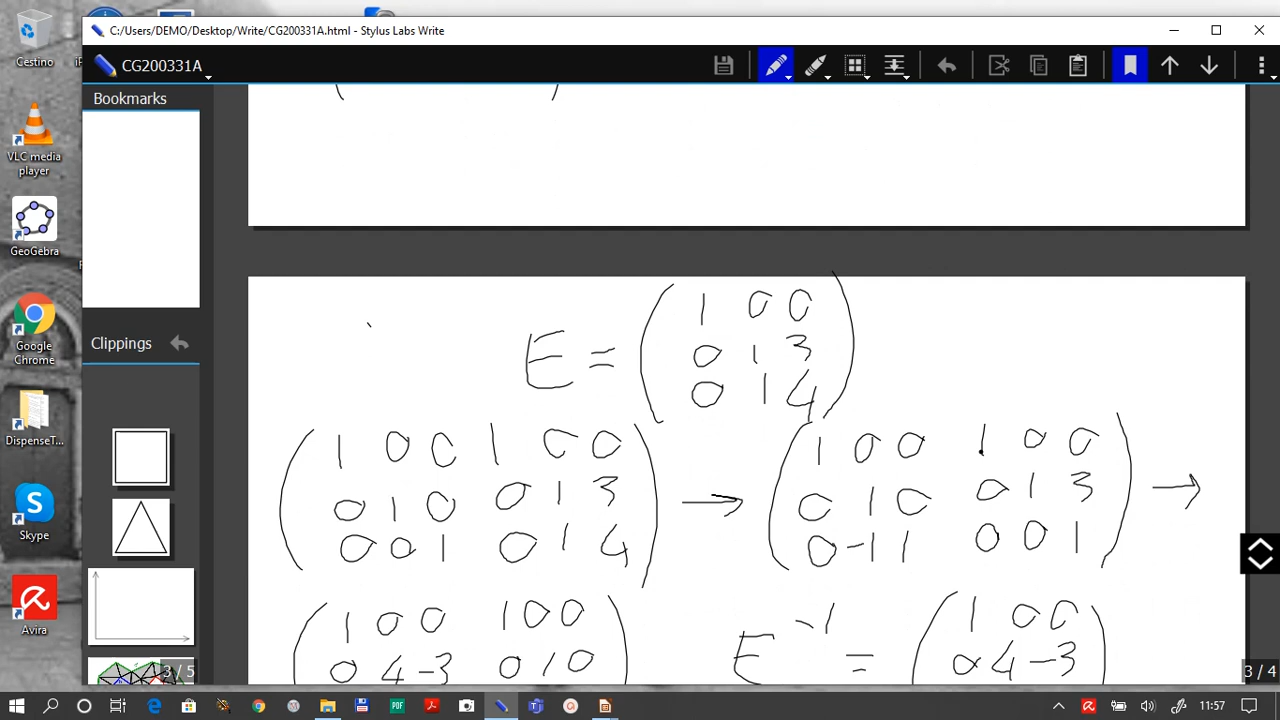 Cestino
C:/Users/DEMO/Desktop/Write/CG200331A.html - Stylus Labs Write
CG200331A
Bookmarks
VLC media
player
GeoGebra
Google
Chrome
Clippings
DispenseT...
Skype
Avira
E = ( 1 0 0
0 1 3
0 1 4 )
( 1 0 0 1 0 0
0 1 0 0 1 3
0 0 1 0 1 4 ) →
( 1 0 0 1 0 0
0 1 0 0 1 3
0 -1 1 0 0 1 ) →
( 1 0 0 1 0 0
0 4 -3 0 1 0 )
E -1 = ( 1 0 0
0 4 -3 )
3 / 5
3 / 4
PDF
11:57